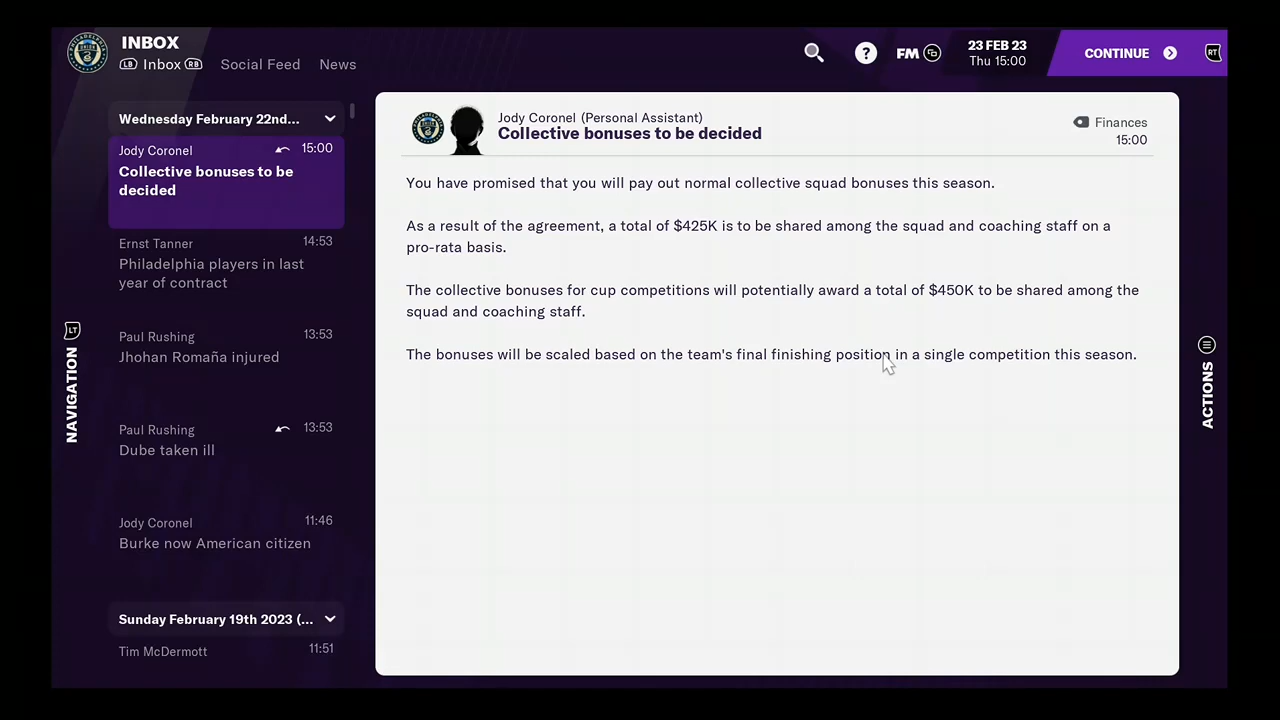 INBOX
LB Inbox RB
Social Feed
News
FM
23 FEB 23
Thu 15:00
CONTINUE
RT
Wednesday February 22nd...
Jody Coronel
15:00
Collective bonuses to be
decided
Ernst Tanner
14:53
Philadelphia players in last
year of contract
Paul Rushing
13:53
Jhohan Romaña injured
Paul Rushing
13:53
Dube taken ill
Jody Coronel
11:46
Burke now American citizen
Sunday February 19th 2023 (...
Tim McDermott
11:51
LT
NAVIGATION
Jody Coronel (Personal Assistant)
Collective bonuses to be decided
Finances
15:00
You have promised that you will pay out normal collective squad bonuses this season.
As a result of the agreement, a total of $425K is to be shared among the squad and coaching staff on a
pro-rata basis.
The collective bonuses for cup competitions will potentially award a total of $450K to be shared among the
squad and coaching staff.
The bonuses will be scaled based on the team's final finishing position in a single competition this season.
ACTIONS